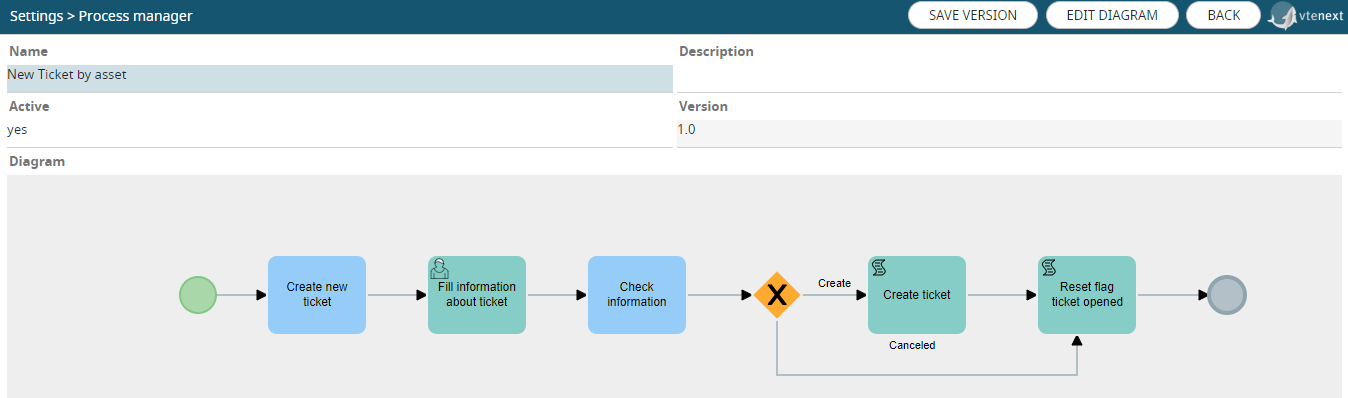 Settings > Process manager
SAVE VERSION
EDIT DIAGRAM
BACK
vtenext
Name
Description
New Ticket by asset
Active
Version
yes
1.0
Diagram
Create new
ticket
Fill information
about ticket
Check
information
X
Create
Create ticket
Reset flag
ticket opened
Canceled